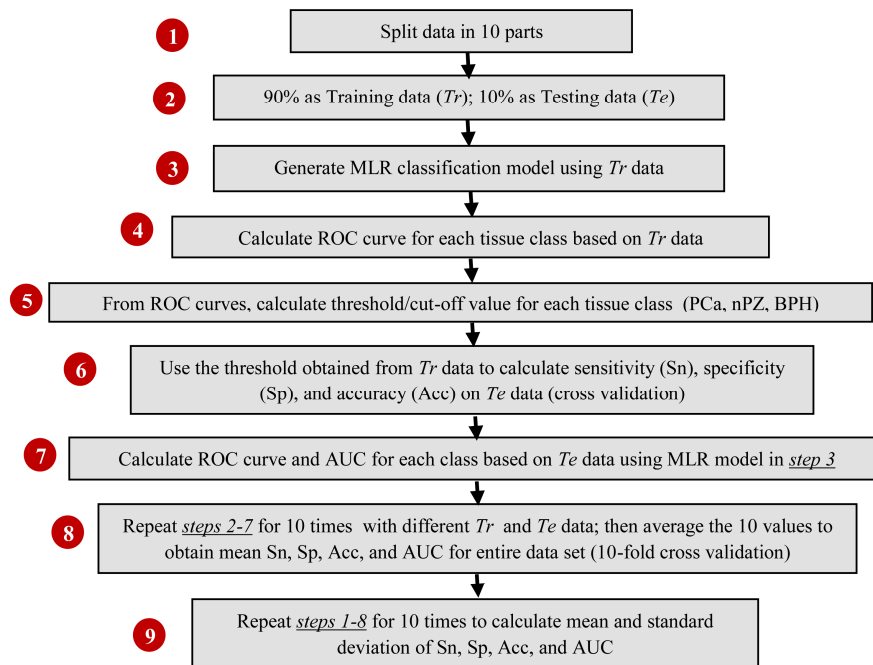 1
Split data in 10 parts
2
90% as Training data (Tr); 10% as Testing data (Te)
3
Generate MLR classification model using Tr data
4
Calculate ROC curve for each tissue class based on Tr data
5
From ROC curves, calculate threshold/cut-off value for each tissue class (PCa, nPZ, BPH)
6
Use the threshold obtained from Tr data to calculate sensitivity (Sn), specificity
(Sp), and accuracy (Acc) on Te data (cross validation)
7
Calculate ROC curve and AUC for each class based on Te data using MLR model in step 3
8
Repeat steps 2-7 for 10 times with different Tr and Te data; then average the 10 values to
obtain mean Sn, Sp, Acc, and AUC for entire data set (10-fold cross validation)
9
Repeat steps 1-8 for 10 times to calculate mean and standard
deviation of Sn, Sp, Acc, and AUC